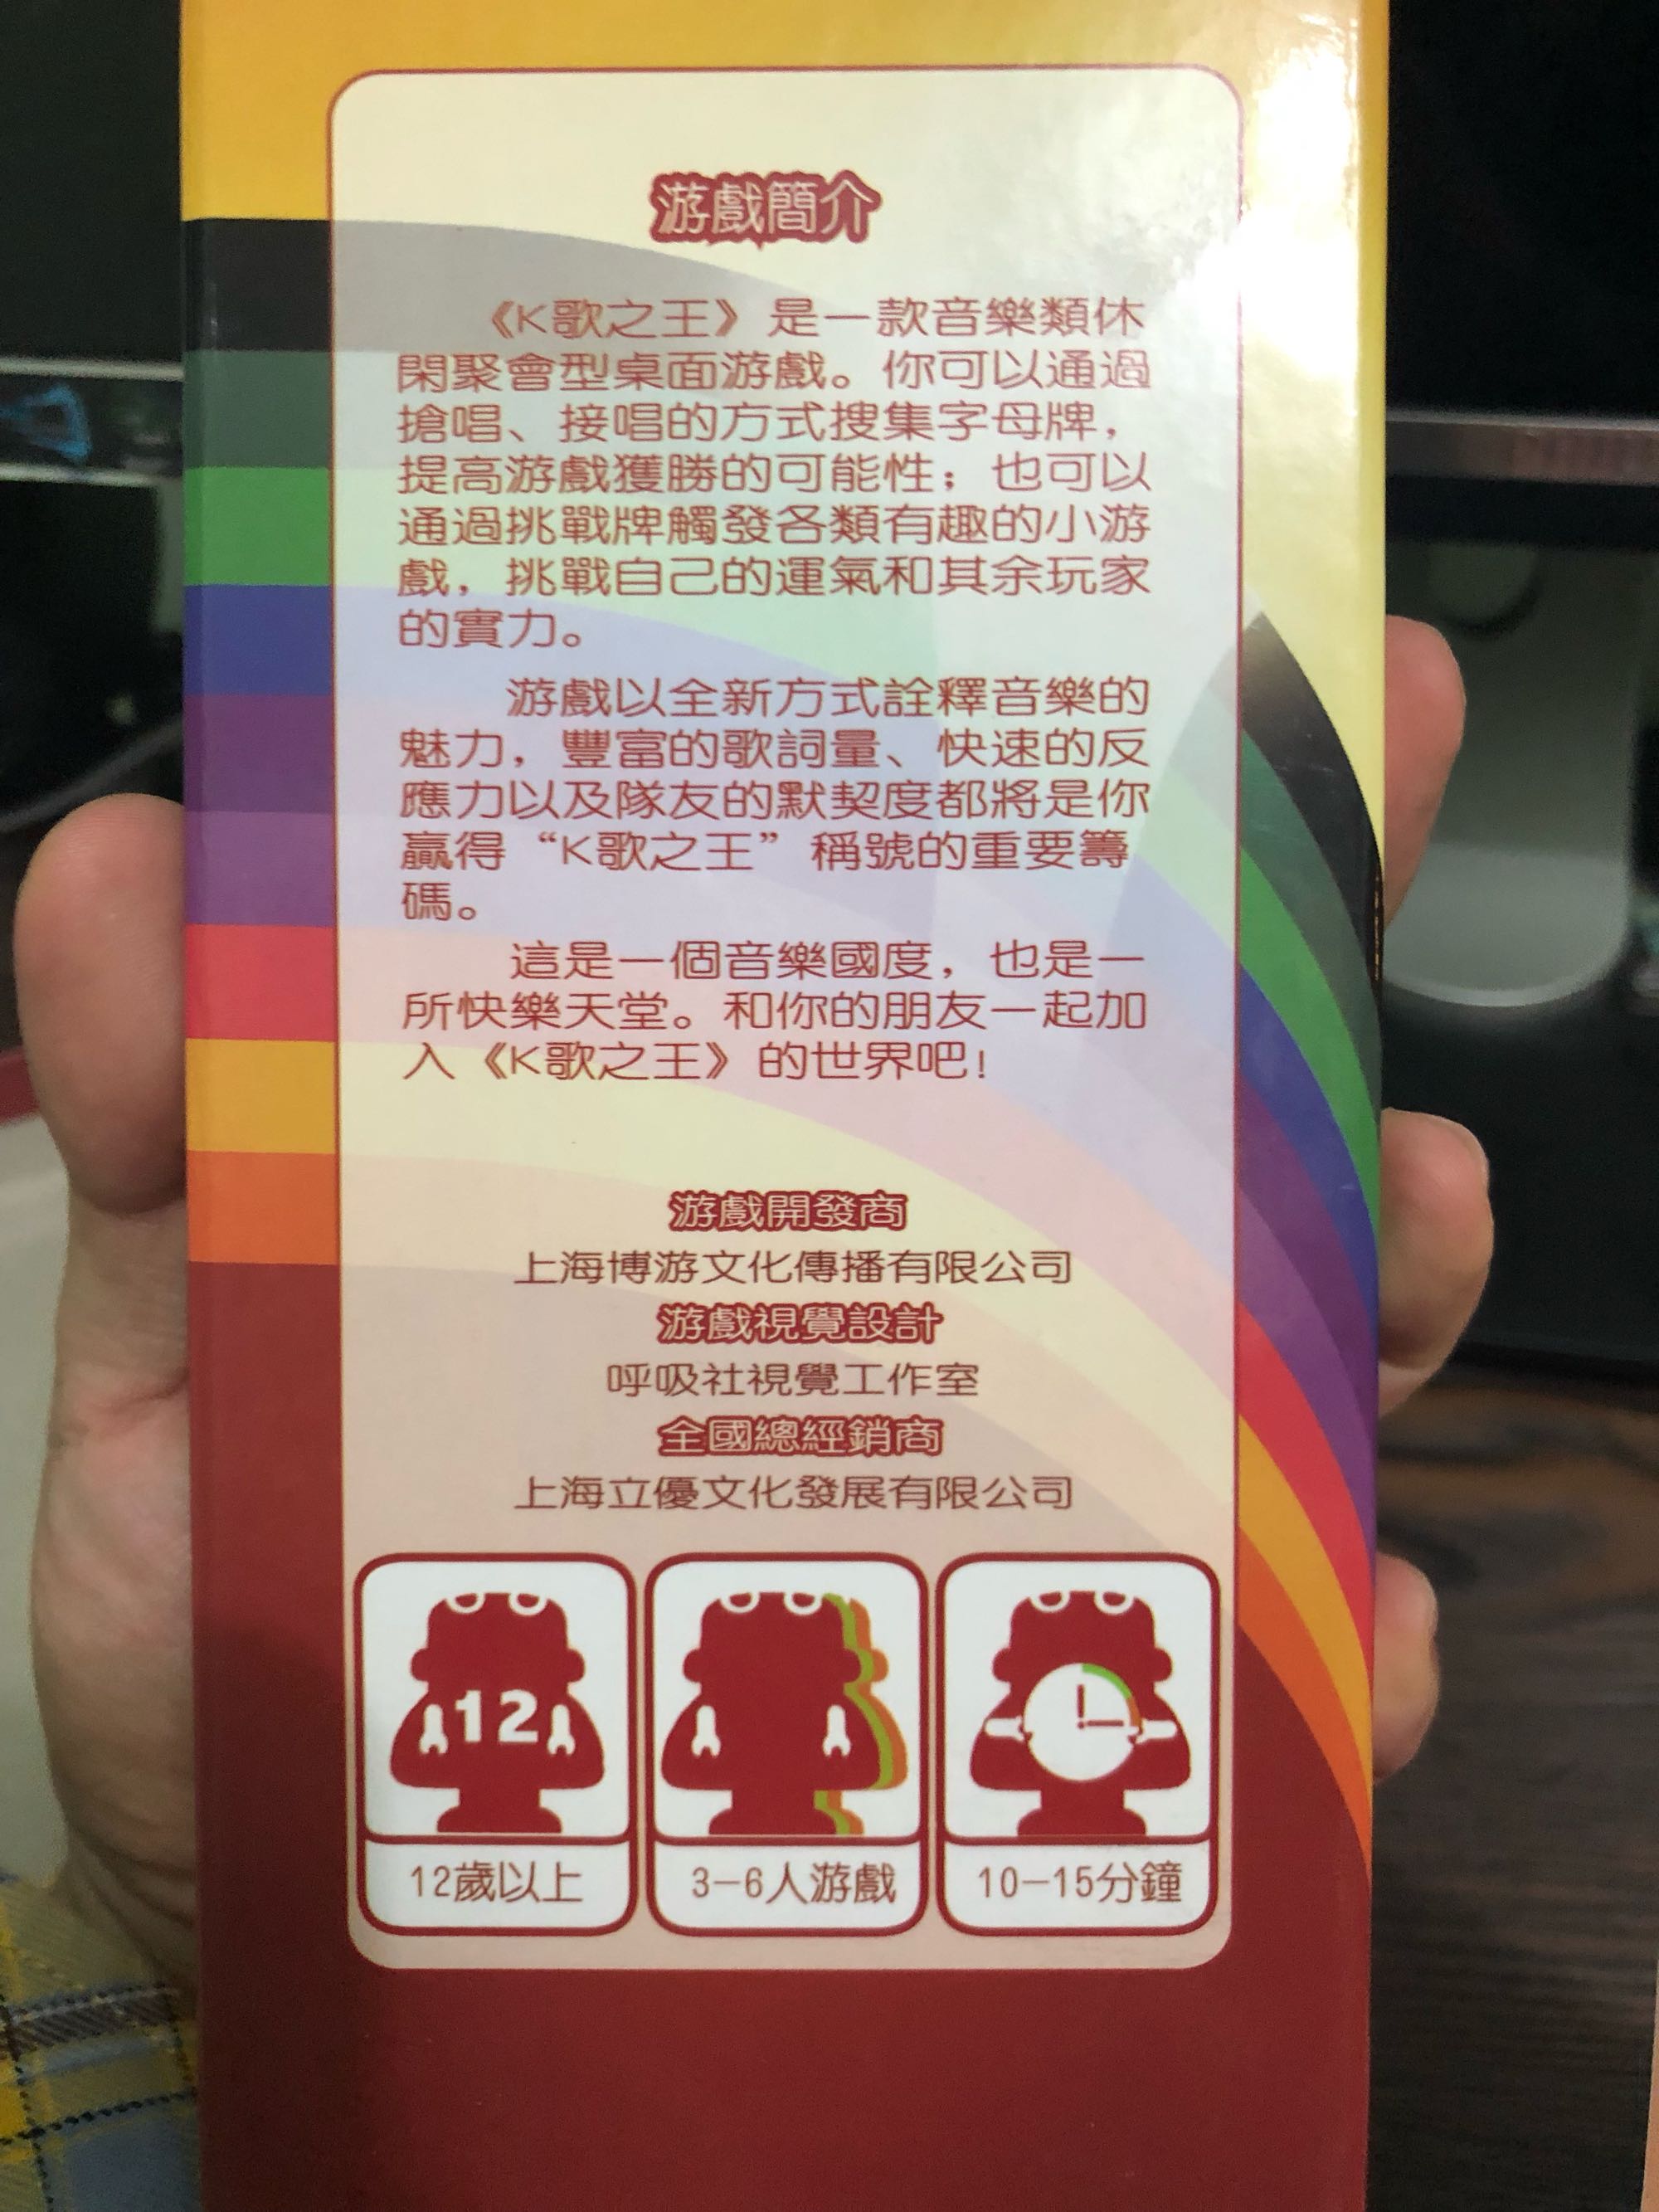 游戲簡介
《K歌之王》是一款音樂類休
閑聚會型桌面游戲。你可以通過
搶唱、接唱的方式搜集字母牌，
提高游戲獲勝的可能性；也可以
通過挑戰牌觸發各類有趣的小游
戲，挑戰自己的運氣和其余玩家
的實力。
游戲以全新方式詮釋音樂的
魅力，豐富的歌詞量、快速的反
應力以及隊友的默契度都將是你
贏得“K歌之王”稱號的重要籌
碼。
這是一個音樂國度，也是一
所快樂天堂。和你的朋友一起加
入《K歌之王》的世界吧！
游戲開發商
上海博游文化傳播有限公司
游戲視覺設計
呼吸社視覺工作室
全國總經銷商
上海立優文化發展有限公司
12
12歲以上
3-6人游戲
10-15分鐘